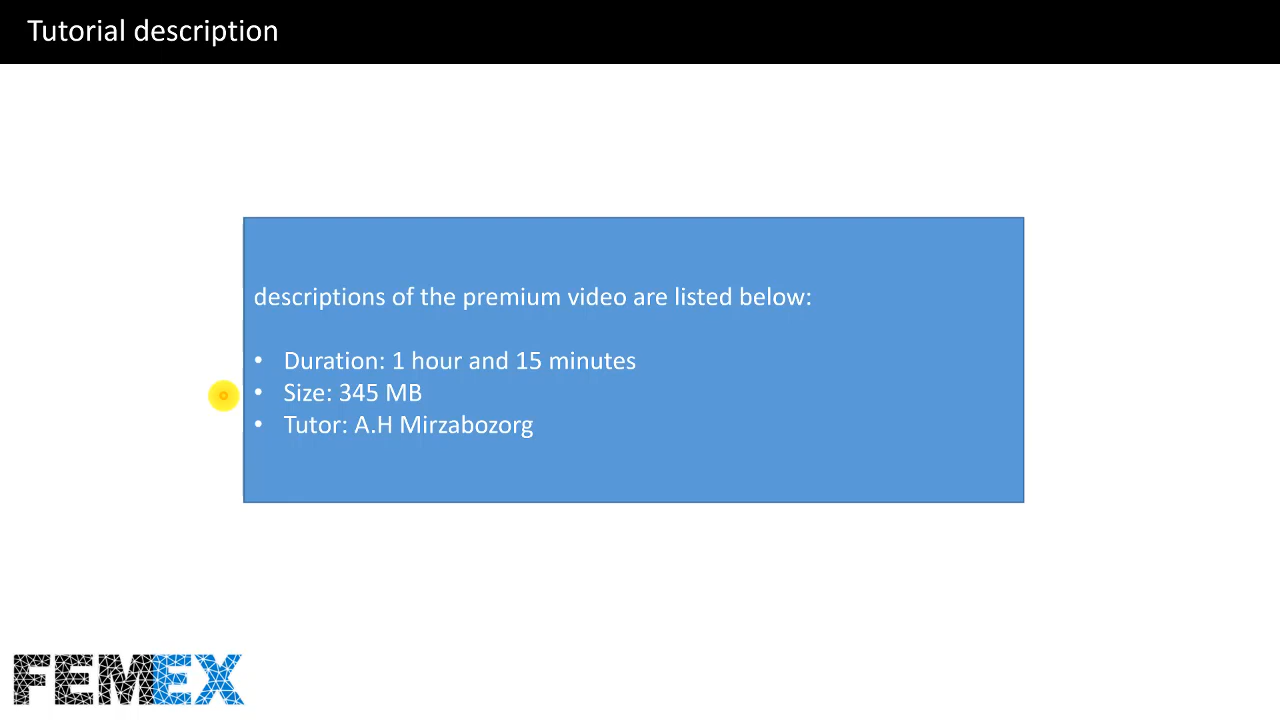 Tutorial description
descriptions of the premium video are listed below:
• Duration: 1 hour and 15 minutes
• Size: 345 MB
• Tutor: A.H Mirzabozorg
FEMEX